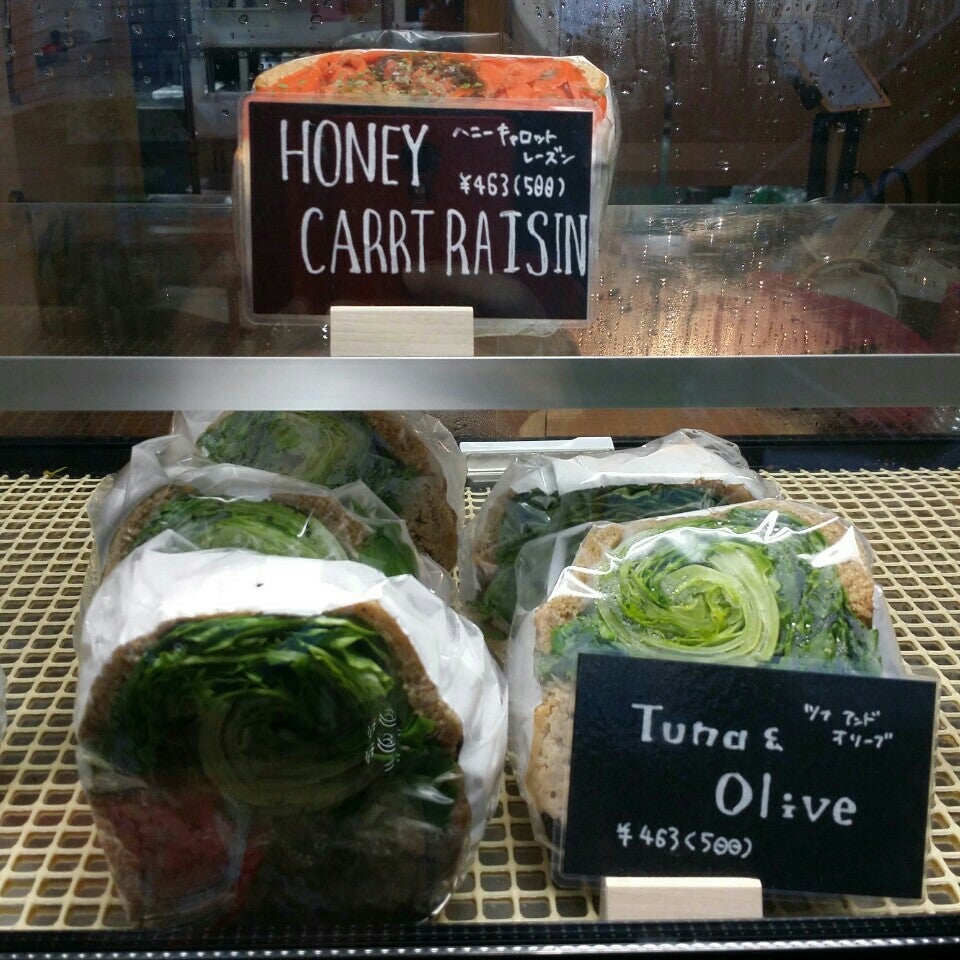 HONEY ハニーキャロット
レーズン
¥463(500)
CARRT RAISIN
Tuna & ツナ アンド
オリーブ
Olive
¥463(500)